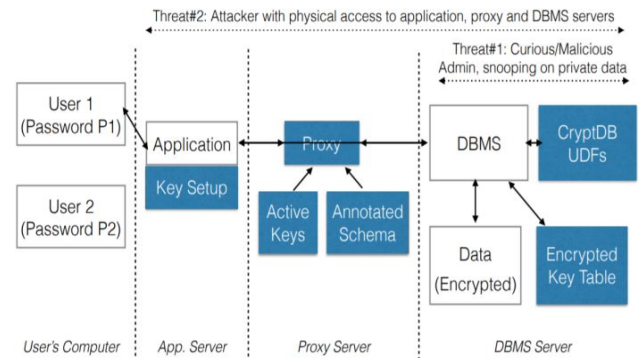 Threat#2: Attacker with physical access to application, proxy and DBMS servers
Threat#1: Curious/Malicious
Admin, snooping on private data
User 1
(Password P1)
Application
Key Setup
Proxy
DBMS
CryptDB
UDFs
User 2
(Password P2)
Active
Keys
Annotated
Schema
Data
(Encrypted)
Encrypted
Key Table
User's Computer
App. Server
Proxy Server
DBMS Server